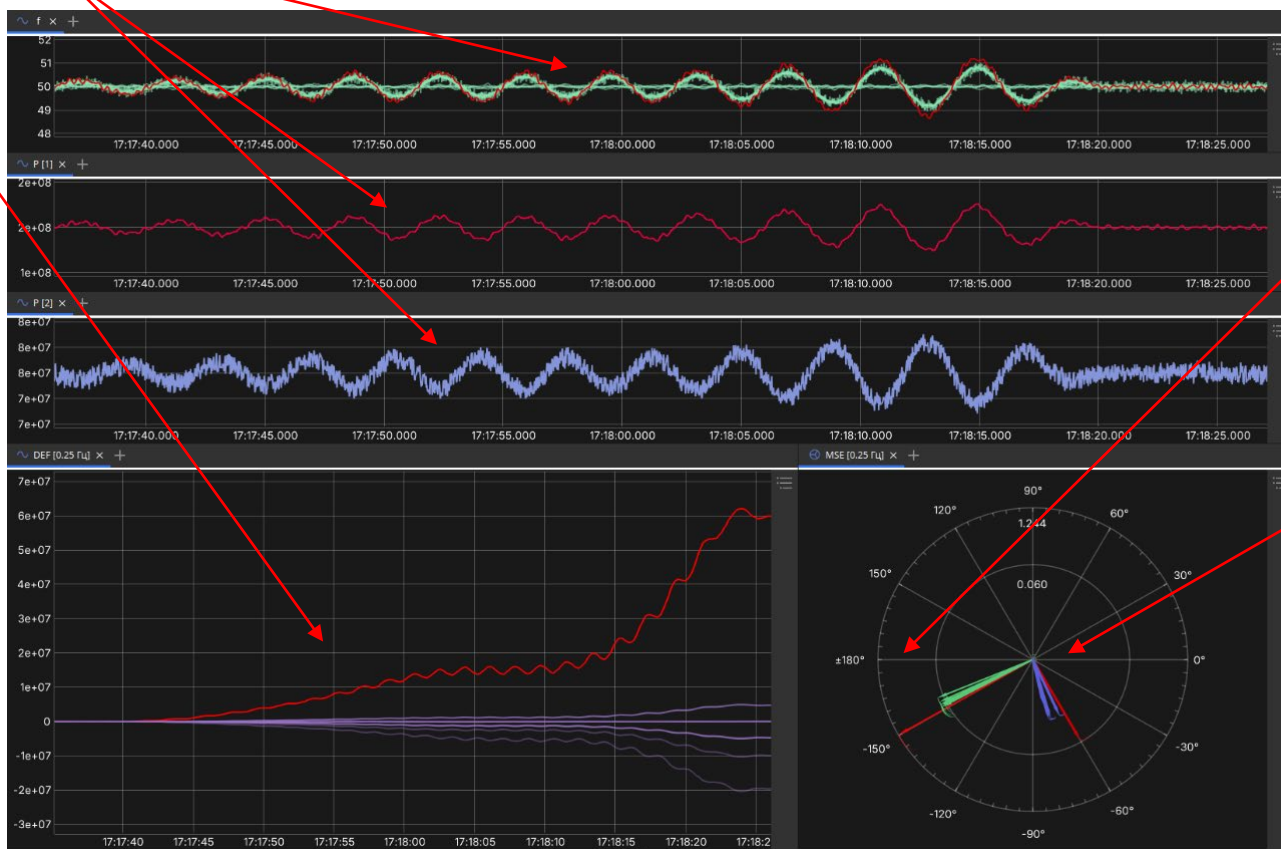 f × +
52
51
50
49
48
17:17:40.000 17:17:45.000 17:17:50.000 17:17:55.000 17:18:00.000 17:18:05.000 17:18:10.000 17:18:15.000 17:18:20.000 17:18:25.000
P [1] × +
2e+08
2e+08
1e+08
17:17:40.000 17:17:45.000 17:17:50.000 17:17:55.000 17:18:00.000 17:18:05.000 17:18:10.000 17:18:15.000 17:18:20.000 17:18:25.000
P [2] × +
8e+07
8e+07
8e+07
7e+07
7e+07
17:17:40.000 17:17:45.000 17:17:50.000 17:17:55.000 17:18:00.000 17:18:05.000 17:18:10.000 17:18:15.000 17:18:20.000 17:18:25.000
DEF [0.25 Гц] × +
7e+07
6e+07
5e+07
4e+07
3e+07
2e+07
1e+07
0
-1e+07
-2e+07
-3e+07
17:17:40 17:17:45 17:17:50 17:17:55 17:18:00 17:18:05 17:18:10 17:18:15 17:18:20 17:18:2
MSE [0.25 Гц] × +
90°
120° 60°
1.244
150° 30°
0.060
±180° 0°
-150° -30°
-120° -60°
-90°